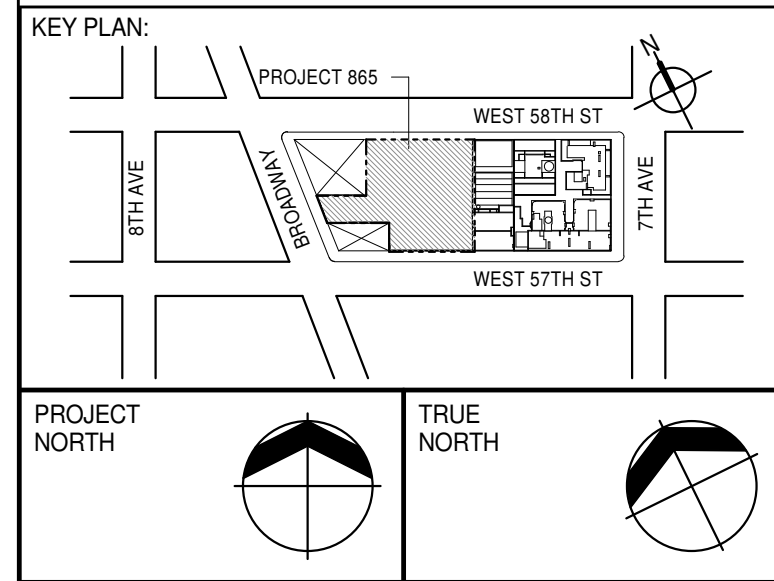 KEY PLAN:
N
PROJECT 865
WEST 58TH ST
8TH AVE
BROADWAY
7TH AVE
WEST 57TH ST
PROJECT
NORTH
TRUE
NORTH